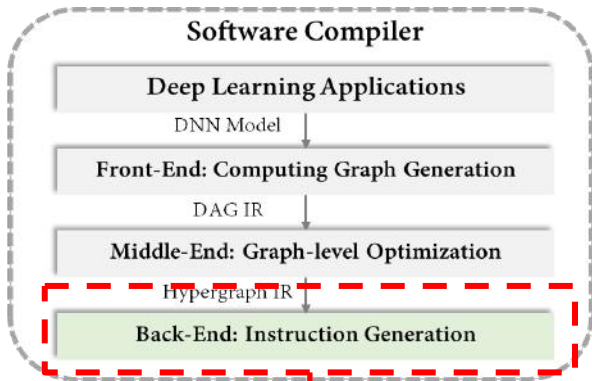 Software Compiler
Deep Learning Applications
DNN Model
Front-End: Computing Graph Generation
DAG IR
Middle-End: Graph-level Optimization
Hypergraph IR
Back-End: Instruction Generation